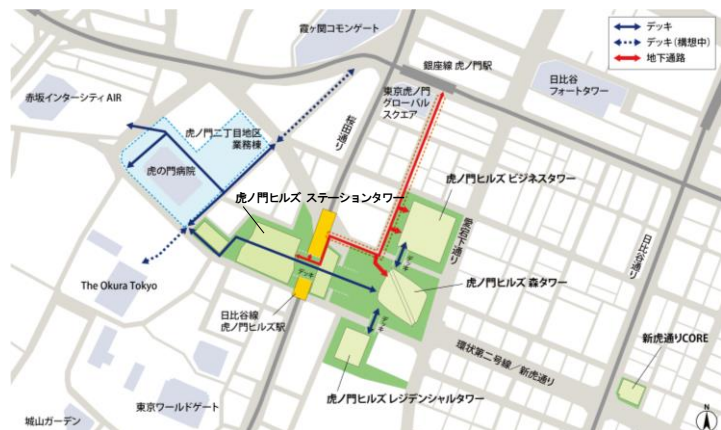 霞ヶ関コモンゲート
デッキ
デッキ(構想中)
地下通路
銀座線 虎ノ門駅
日比谷
フォートタワー
赤坂インターシティ AIR
東京虎ノ門
グローバル
スクエア
桜田通り
虎ノ門二丁目地区
業務棟
虎の門病院
虎ノ門ヒルズ ビジネスタワー
虎ノ門ヒルズ ステーションタワー
愛宕下通り
日比谷通り
デッキ
デッキ
The Okura Tokyo
虎ノ門ヒルズ 森タワー
日比谷線
虎ノ門ヒルズ駅
デッキ
環状第二号線/新虎通り
新虎通りCORE
虎ノ門ヒルズ レジデンシャルタワー
東京ワールドゲート
城山ガーデン
N